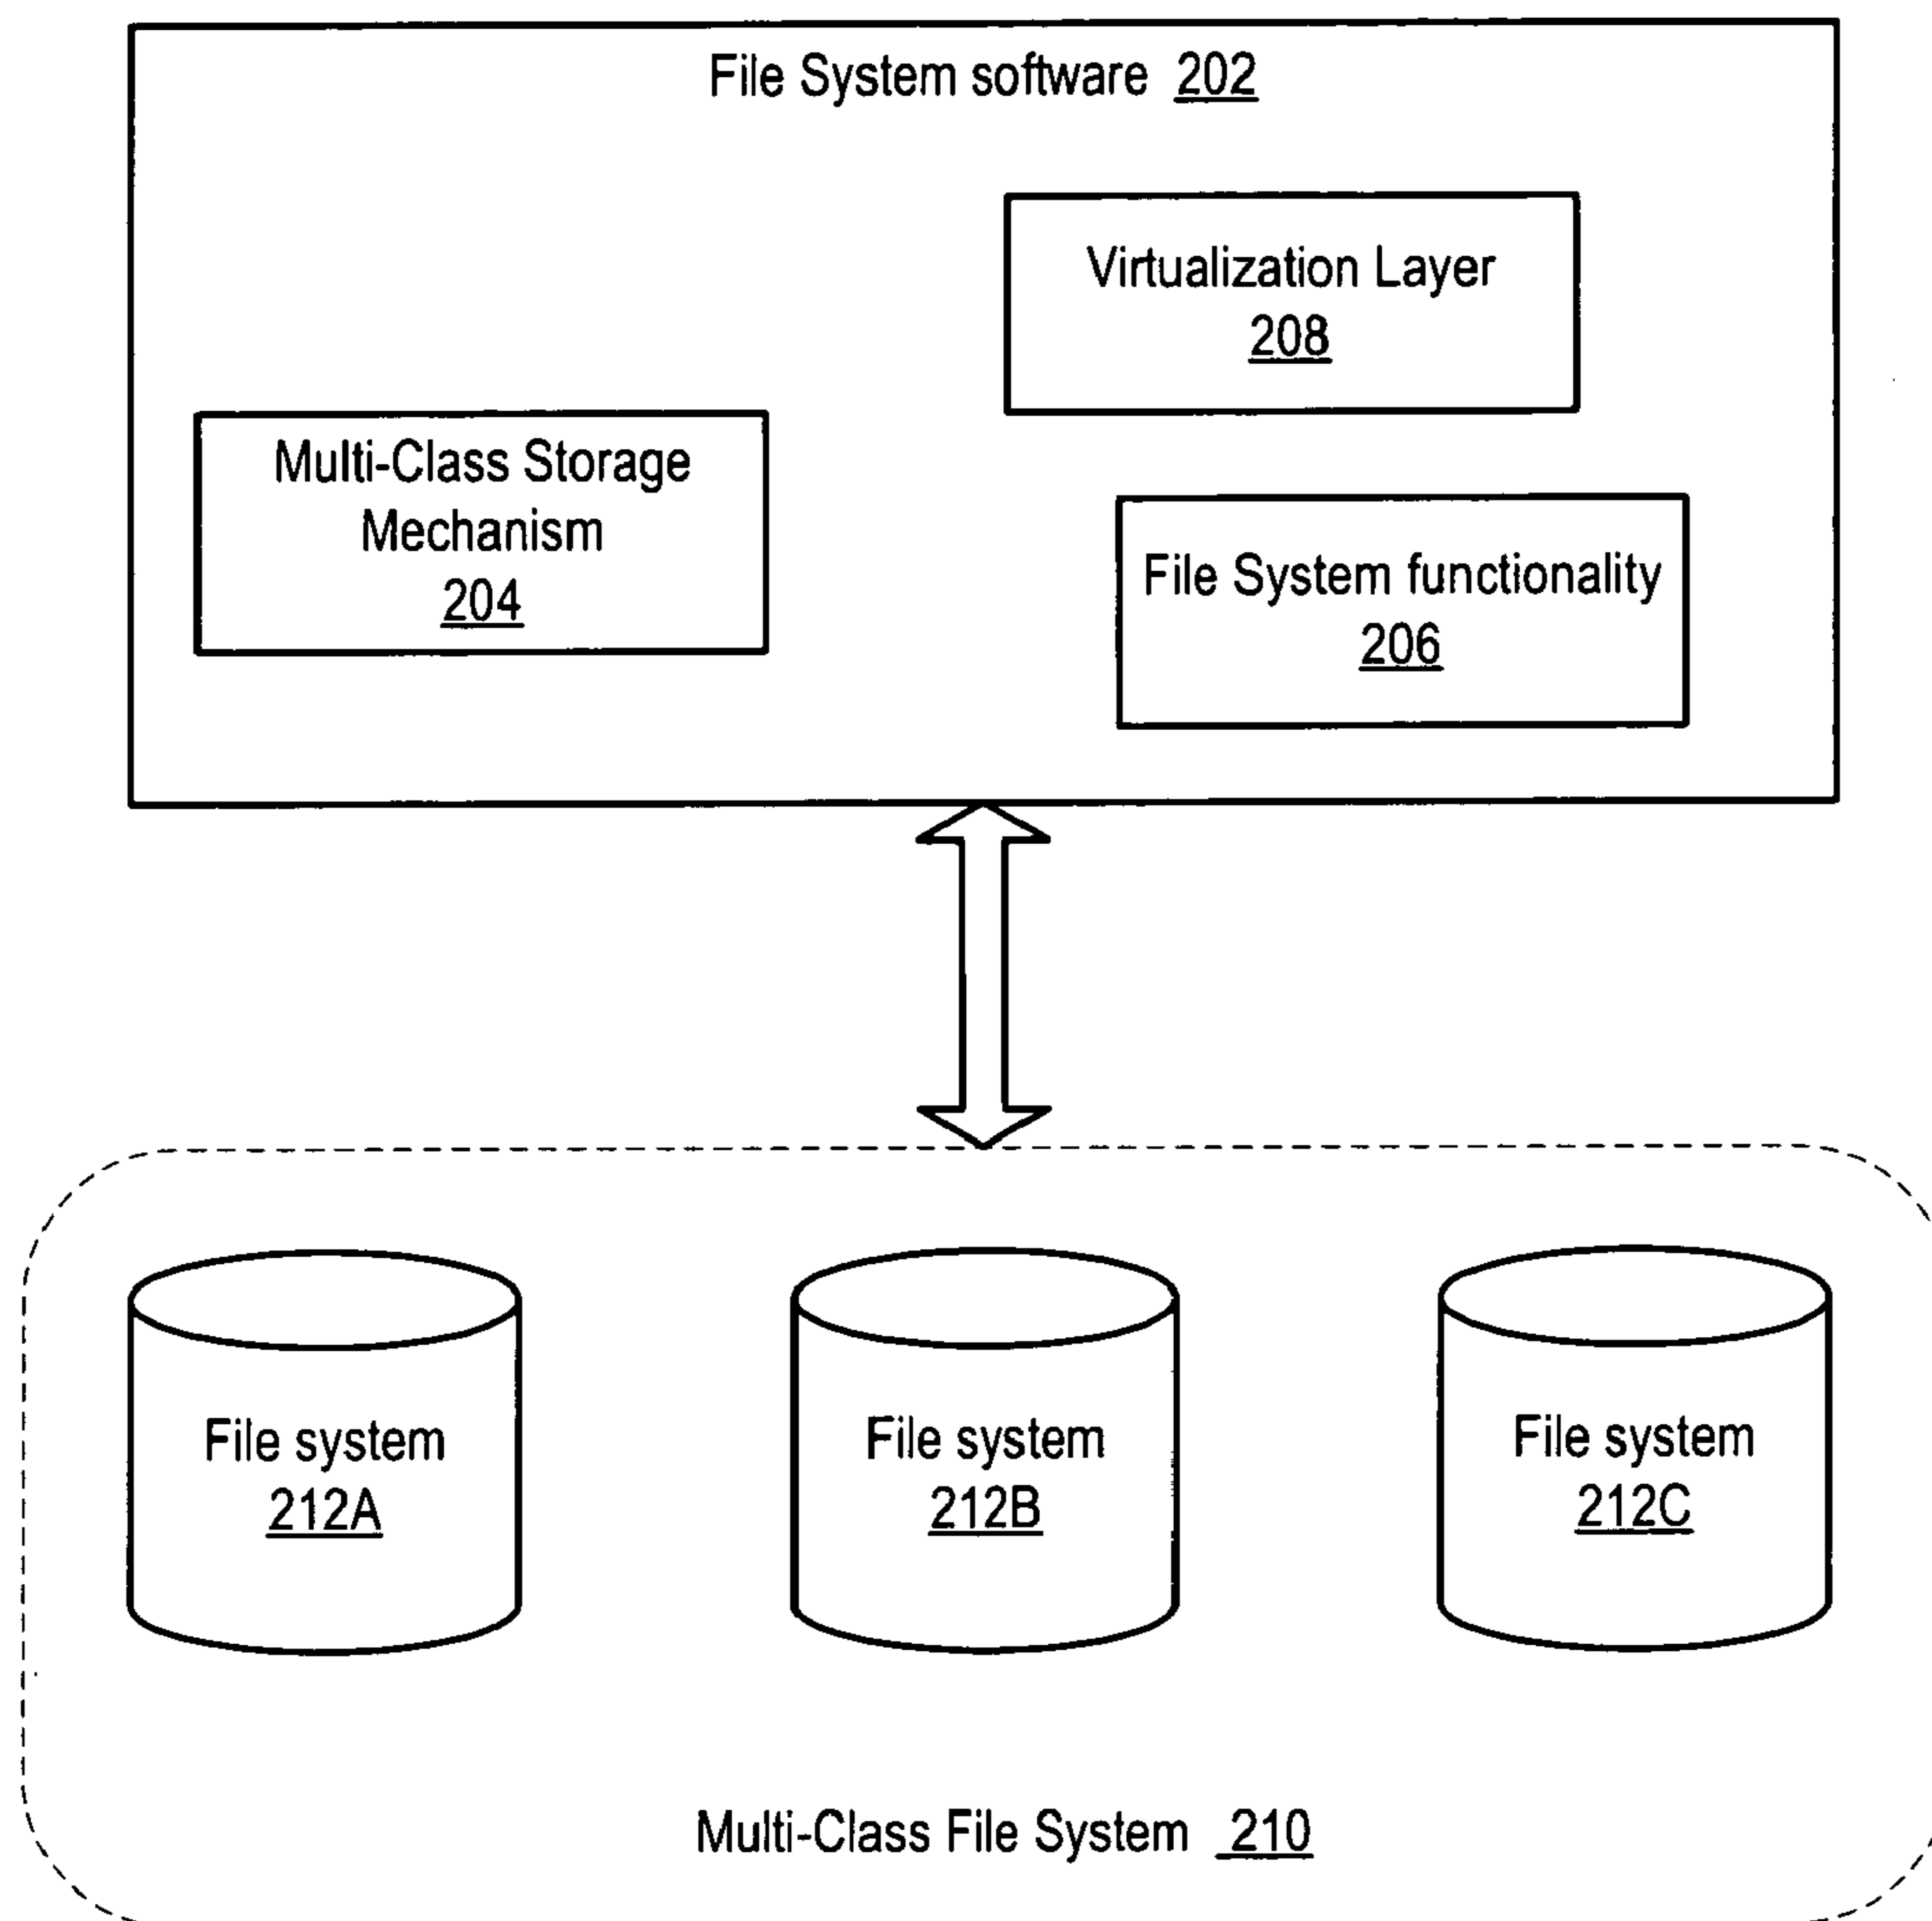 File System software 202
Virtualization Layer
208
Multi-Class Storage
Mechanism
204
File System functionality
206
File system
212A
File system
212B
File system
212C
Multi-Class File System 210